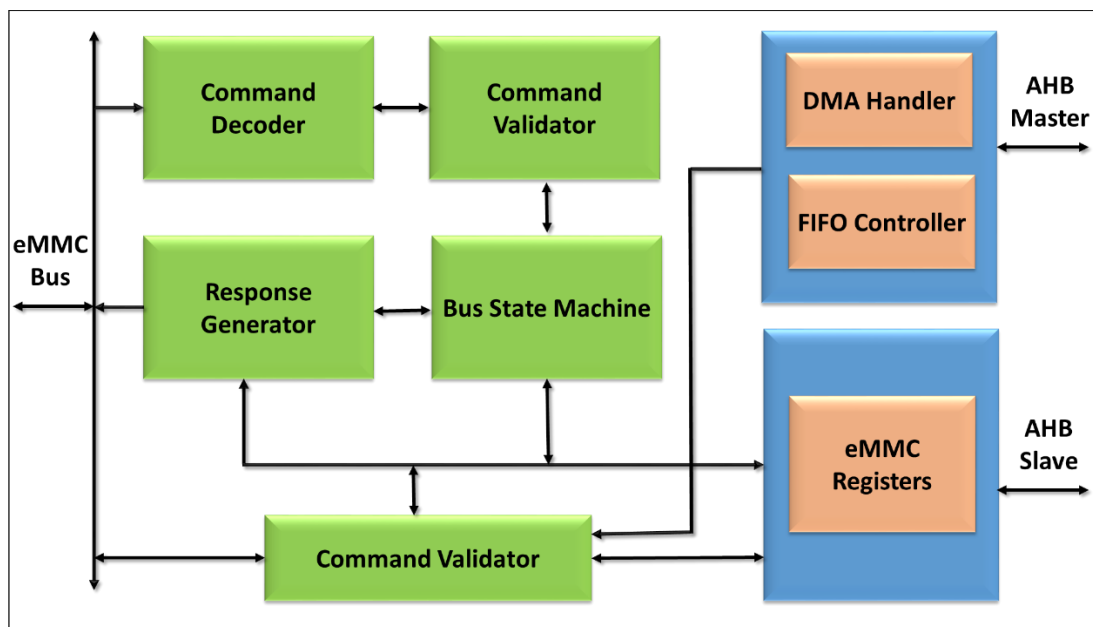 Command
Decoder
Command
Validator
DMA Handler
AHB
Master
FIFO Controller
eMMC
Bus
Response
Generator
Bus State Machine
eMMC
Registers
AHB
Slave
Command Validator